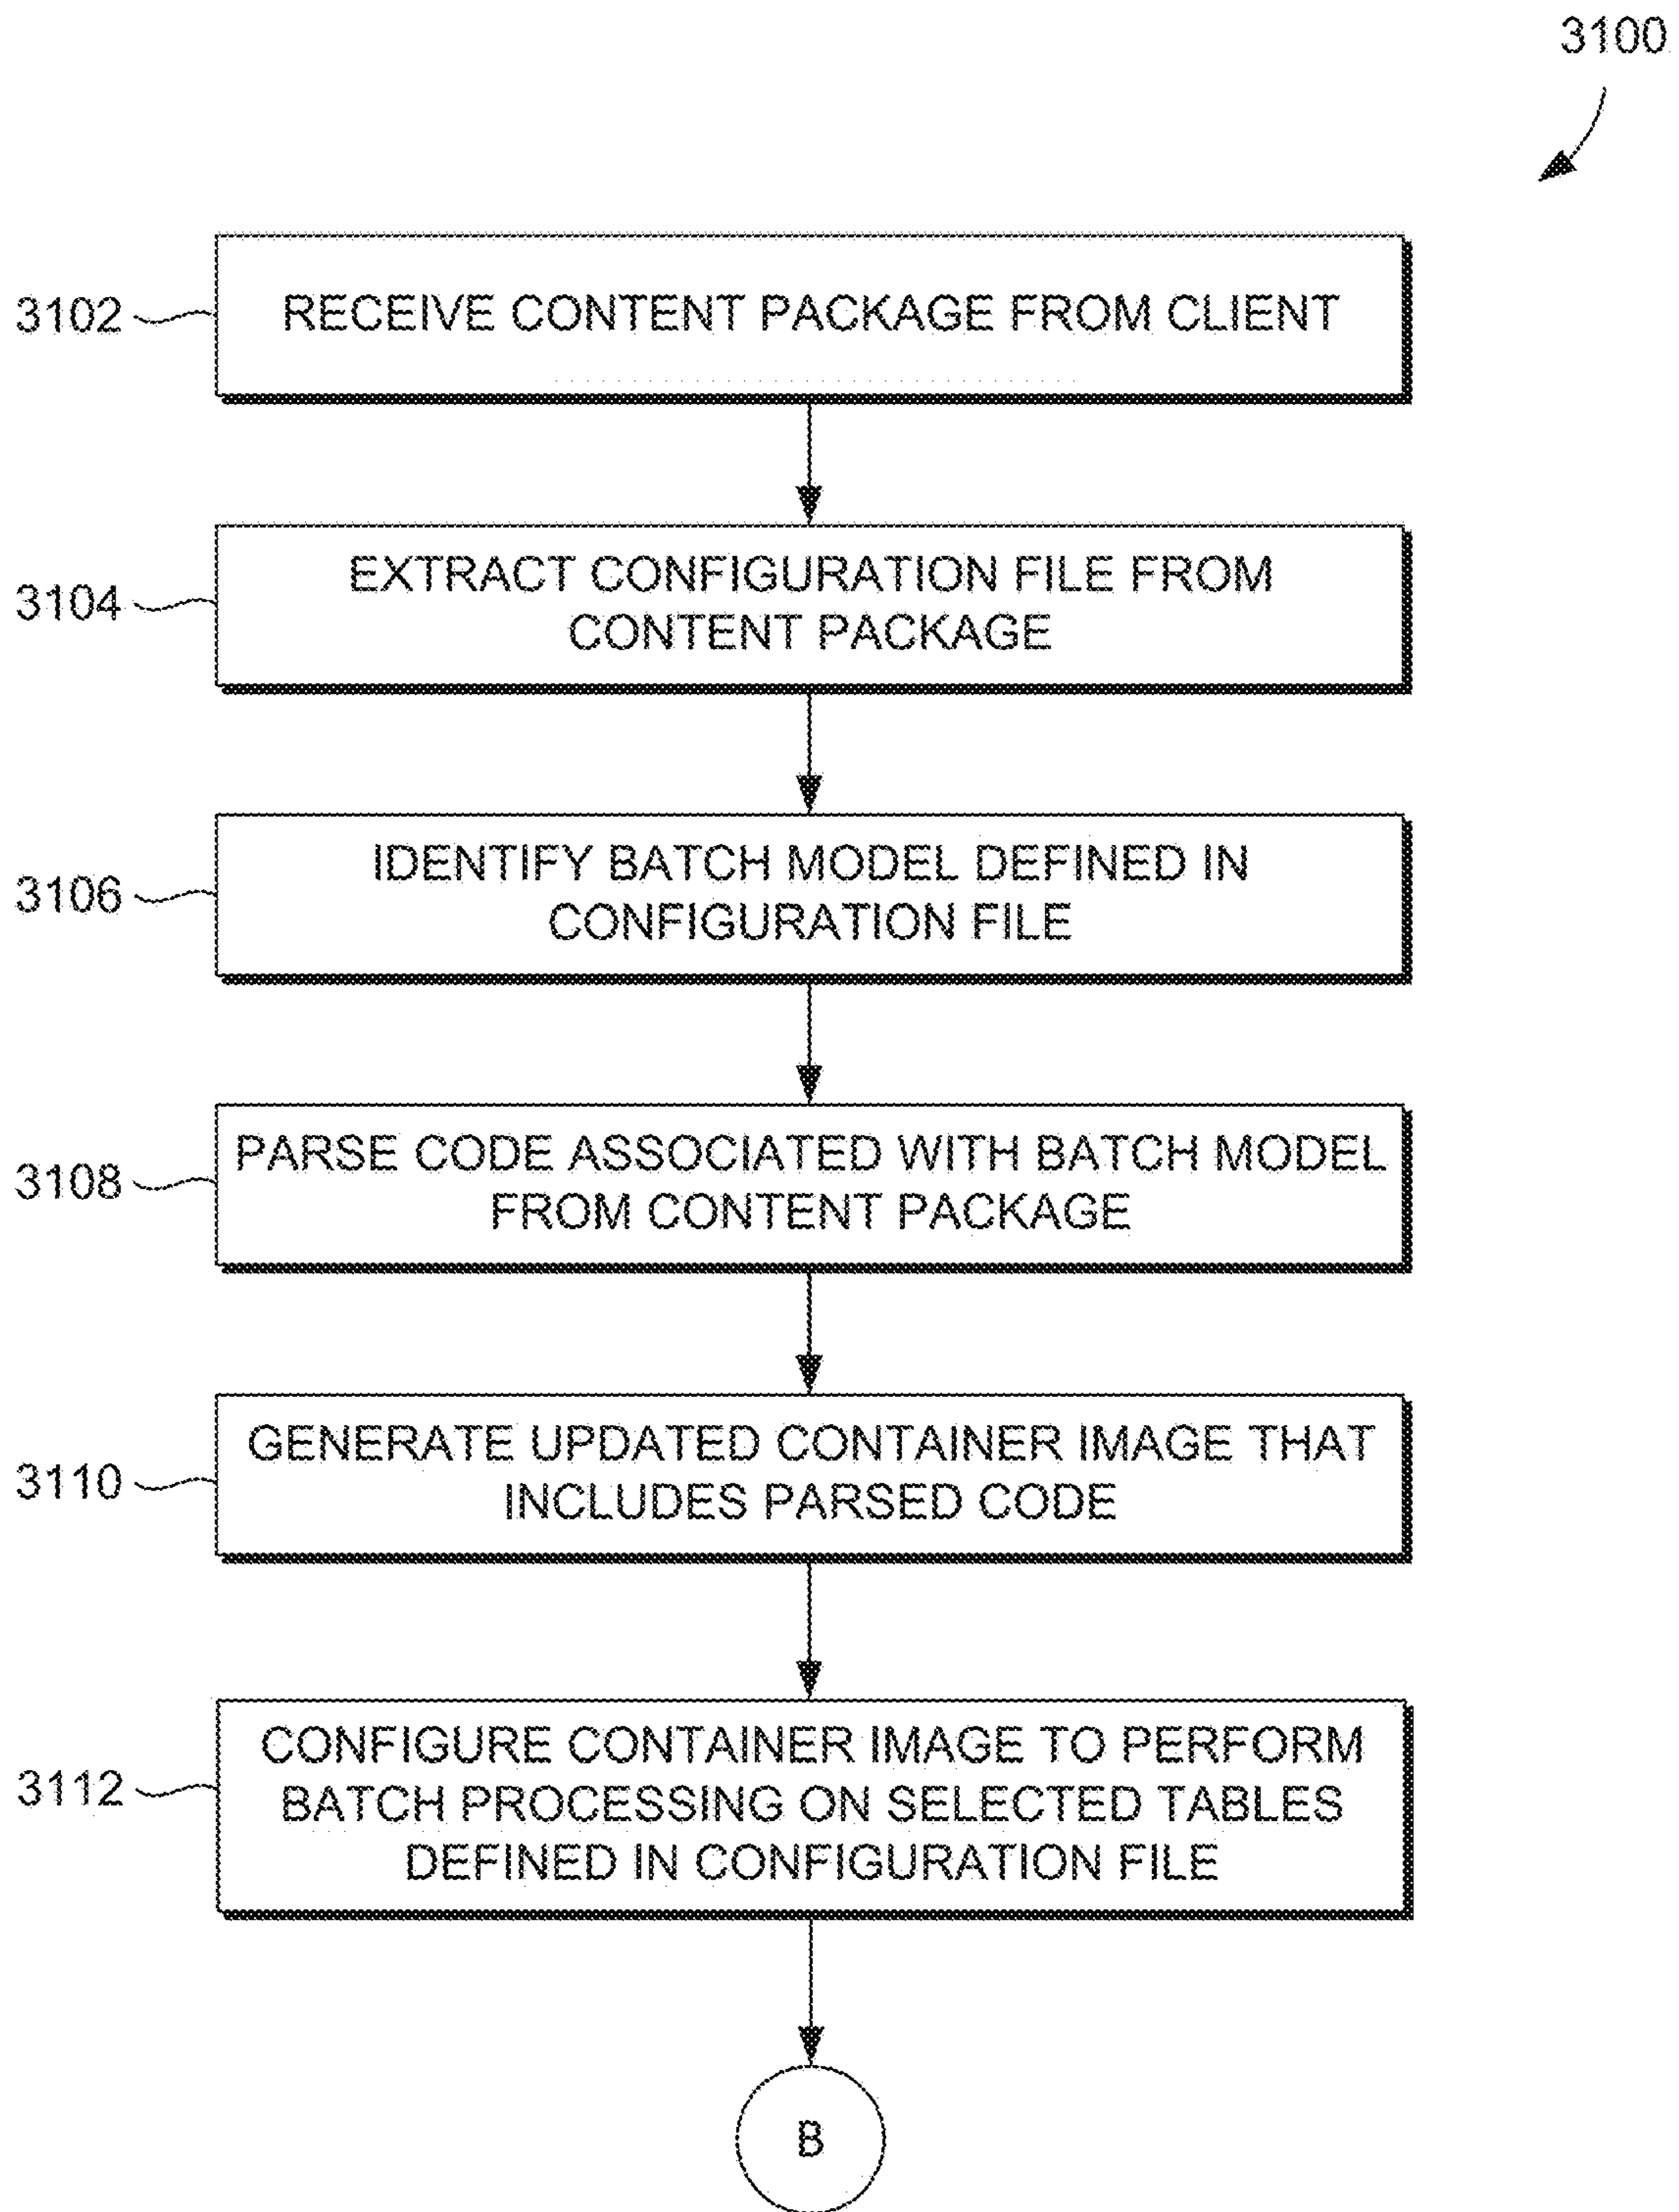 3100
3102
RECEIVE CONTENT PACKAGE FROM CLIENT
3104
EXTRACT CONFIGURATION FILE FROM
CONTENT PACKAGE
3106
IDENTIFY BATCH MODEL DEFINED IN
CONFIGURATION FILE
3108
PARSE CODE ASSOCIATED WITH BATCH MODEL
FROM CONTENT PACKAGE
3110
GENERATE UPDATED CONTAINER IMAGE THAT
INCLUDES PARSED CODE
3112
CONFIGURE CONTAINER IMAGE TO PERFORM
BATCH PROCESSING ON SELECTED TABLES
DEFINED IN CONFIGURATION FILE
B